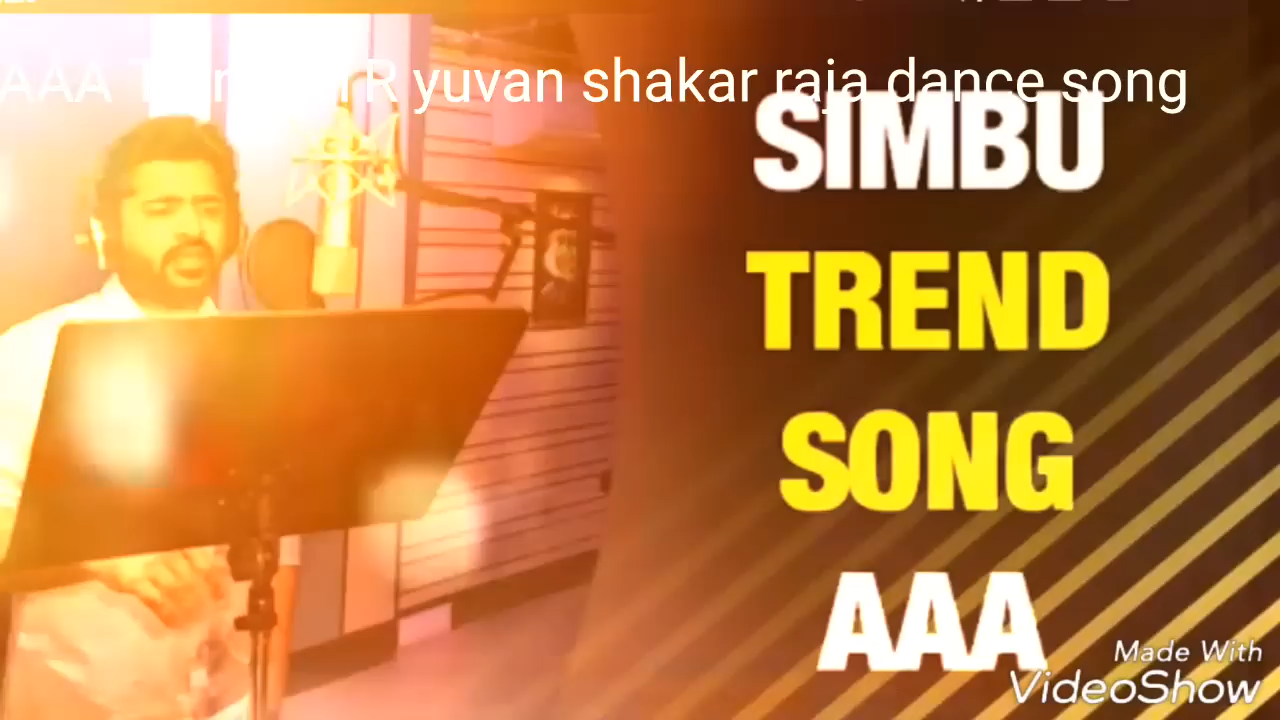 AAA yuvan shakar raja dance song
SIMBU
TREND
SONG
AAA
Made With
VideoShow